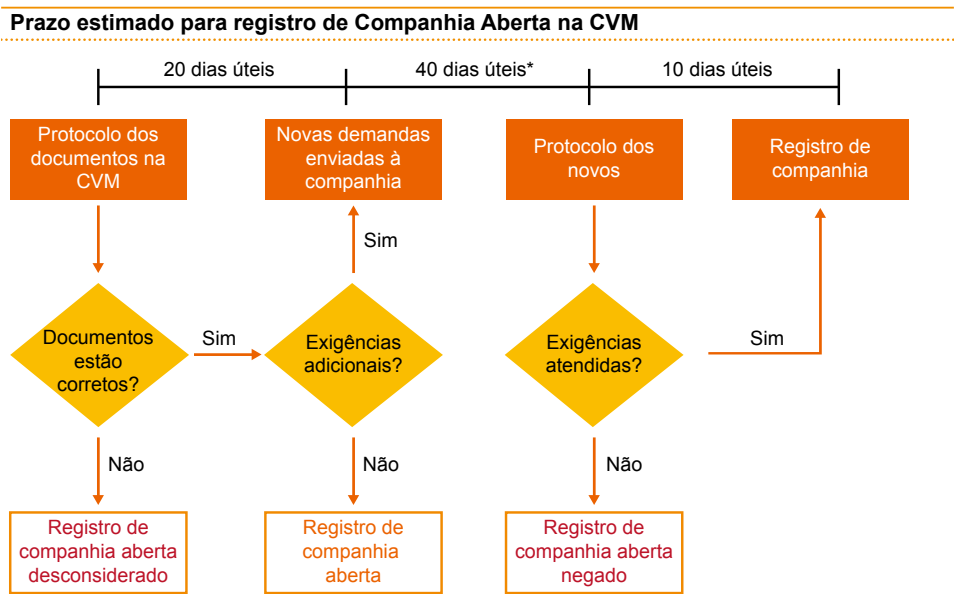 Prazo estimado para registro de Companhia Aberta na CVM
20 dias úteis
40 dias úteis*
10 dias úteis
Protocolo dos
documentos na
CVM
Novas demandas
enviadas à
companhia
Protocolo dos
novos
Registro de
companhia
Sim
Documentos
estão
corretos?
Sim
Exigências
adicionais?
Exigências
atendidas?
Sim
Não
Não
Não
Registro de
companhia aberta
desconsiderado
Registro de
companhia
aberta
Registro de
companhia aberta
negado